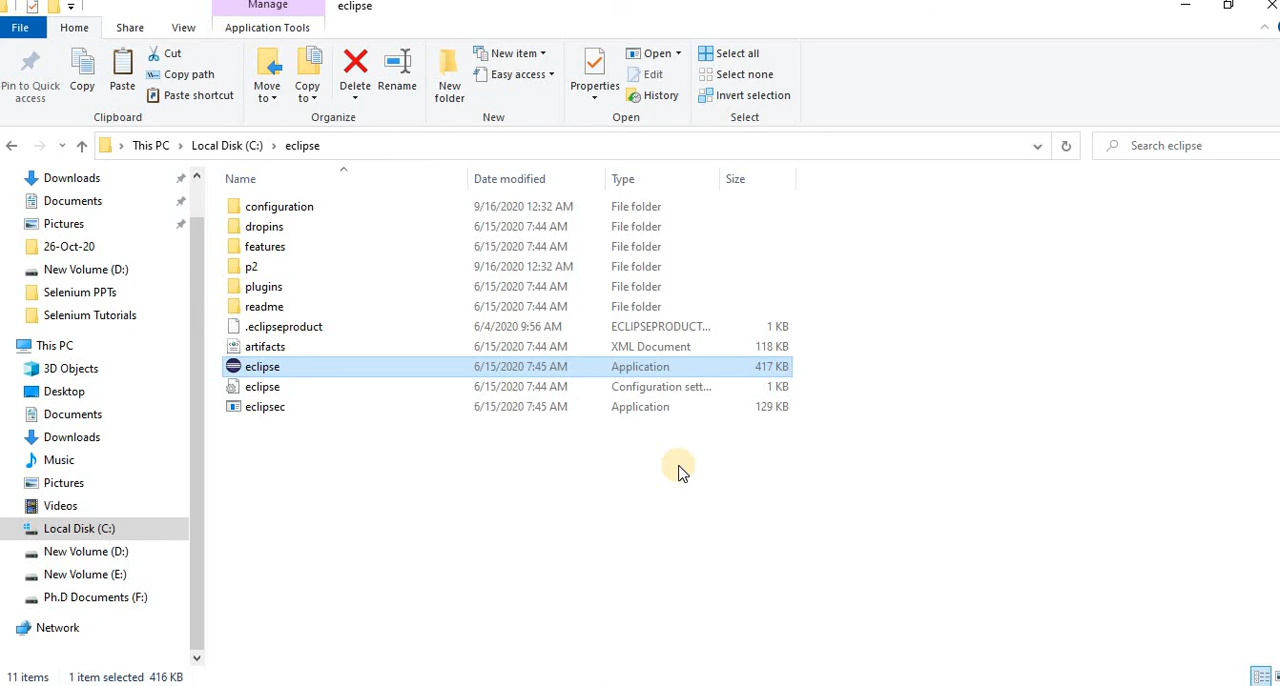 Manage eclipse
File Home Share View Application Tools
Pin to Quick access
Copy
Paste
Cut
Copy path
Paste shortcut
Clipboard
Move to
Copy to
Delete
Rename
Organize
New folder
New item
Easy access
New
Properties
Open
Edit
History
Open
Select all
Select none
Invert selection
Select
This PC Local Disk (C:) eclipse
Search eclipse
Downloads
Documents
Pictures
26-Oct-20
New Volume (D:)
Selenium PPTs
Selenium Tutorials
This PC
3D Objects
Desktop
Documents
Downloads
Music
Pictures
Videos
Local Disk (C:)
New Volume (D:)
New Volume (E:)
Ph.D Documents (F:)
Network
Name Date modified Type Size
configuration 9/16/2020 12:32 AM File folder
dropins 6/15/2020 7:44 AM File folder
features 6/15/2020 7:44 AM File folder
p2 9/16/2020 12:32 AM File folder
plugins 6/15/2020 7:44 AM File folder
readme 6/15/2020 7:44 AM File folder
.eclipseproduct 6/4/2020 9:56 AM ECLIPSEPRODUCT... 1 KB
artifacts 6/15/2020 7:44 AM XML Document 118 KB
eclipse 6/15/2020 7:45 AM Application 417 KB
eclipse 6/15/2020 7:44 AM Configuration sett... 1 KB
eclipsec 6/15/2020 7:45 AM Application 129 KB
11 items 1 item selected 416 KB